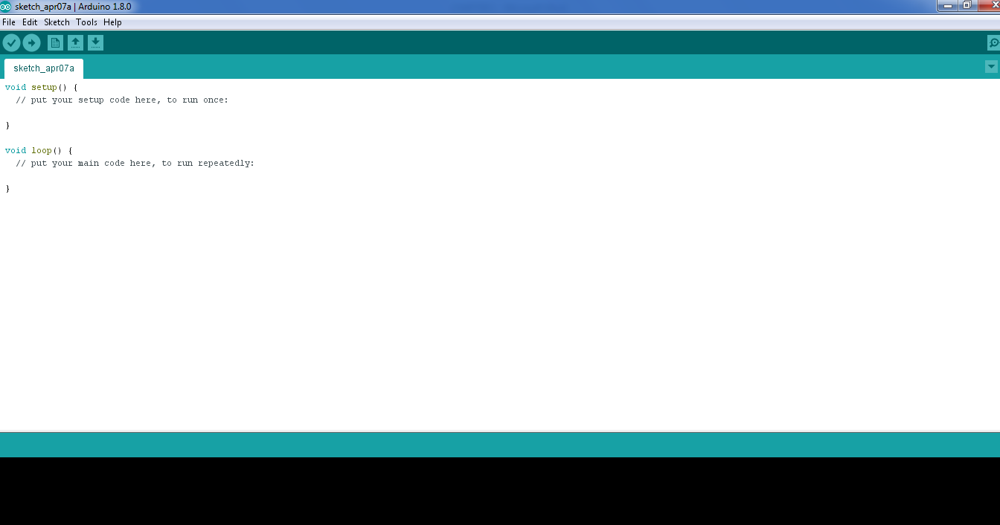 sketch_apr07a | Arduino 1.8.0
File Edit Sketch Tools Help
sketch_apr07a
void setup() {
  // put your setup code here, to run once:
}
void loop() {
  // put your main code here, to run repeatedly:
}